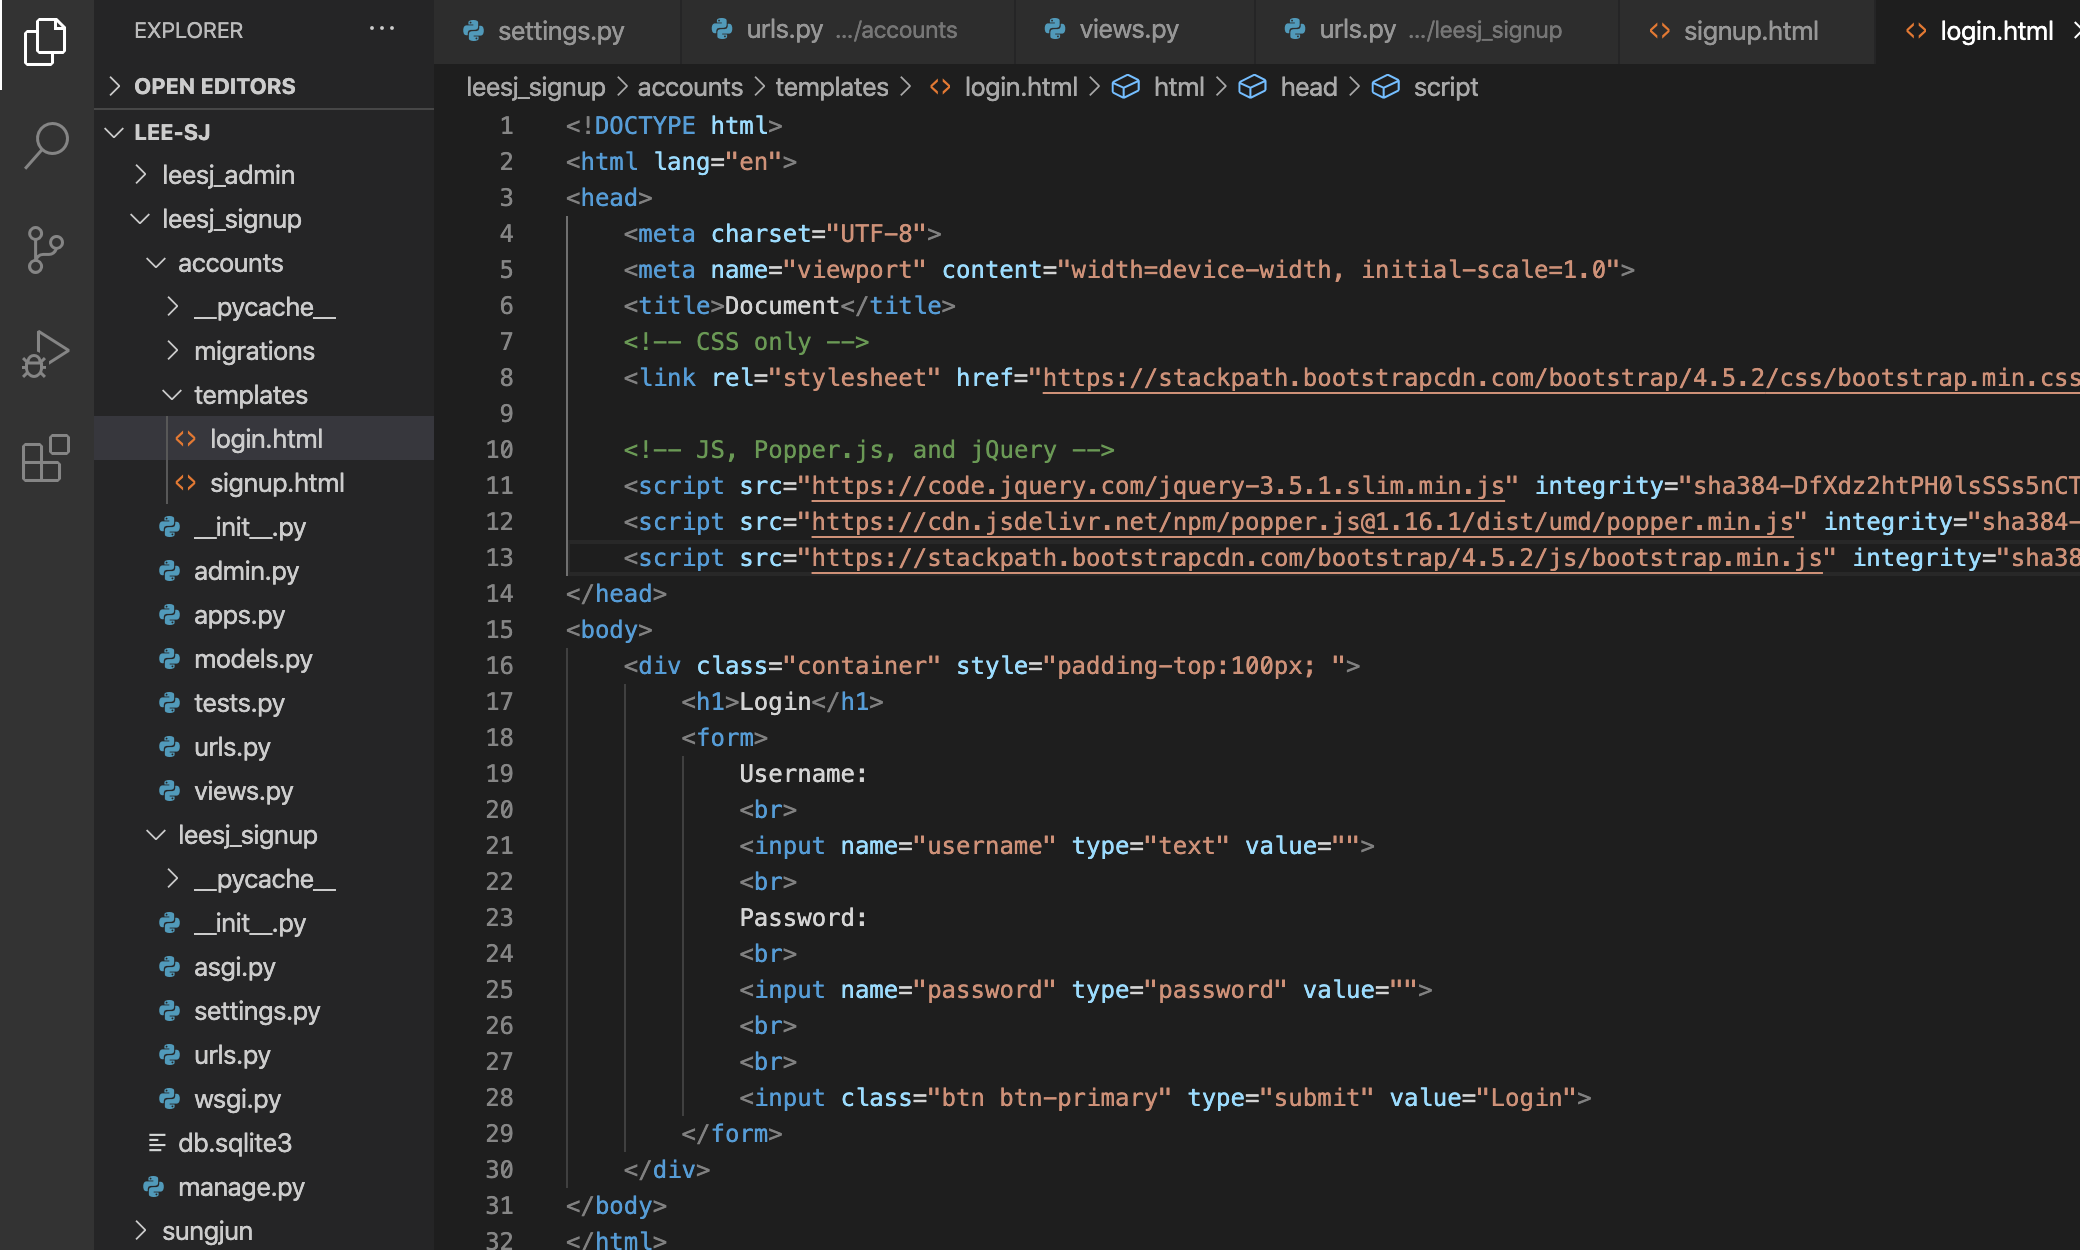 EXPLORER
OPEN EDITORS
LEE-SJ
leesj_admin
leesj_signup
accounts
__pycache__
migrations
templates
login.html
signup.html
__init__.py
admin.py
apps.py
models.py
tests.py
urls.py
views.py
leesj_signup
__pycache__
__init__.py
asgi.py
settings.py
urls.py
wsgi.py
db.sqlite3
manage.py
sungjun
settings.py
urls.py .../accounts
views.py
urls.py .../leesj_signup
signup.html
login.html
leesj_signup > accounts > templates > login.html > html > head > script
1 <!DOCTYPE html>
2 <html lang="en">
3 <head>
4 <meta charset="UTF-8">
5 <meta name="viewport" content="width=device-width, initial-scale=1.0">
6 <title>Document</title>
7 <!-- CSS only -->
8 <link rel="stylesheet" href="https://stackpath.bootstrapcdn.com/bootstrap/4.5.2/css/bootstrap.min.css
9
10 <!-- JS, Popper.js, and jQuery -->
11 <script src="https://code.jquery.com/jquery-3.5.1.slim.min.js" integrity="sha384-DfXdz2htPH0lsSSs5nCT
12 <script src="https://cdn.jsdelivr.net/npm/popper.js@1.16.1/dist/umd/popper.min.js" integrity="sha384-
13 <script src="https://stackpath.bootstrapcdn.com/bootstrap/4.5.2/js/bootstrap.min.js" integrity="sha38
14 </head>
15 <body>
16 <div class="container" style="padding-top:100px; ">
17 <h1>Login</h1>
18 <form>
19 Username:
20 <br>
21 <input name="username" type="text" value="">
22 <br>
23 Password:
24 <br>
25 <input name="password" type="password" value="">
26 <br>
27 <br>
28 <input class="btn btn-primary" type="submit" value="Login">
29 </form>
30 </div>
31 </body>
32 </html>